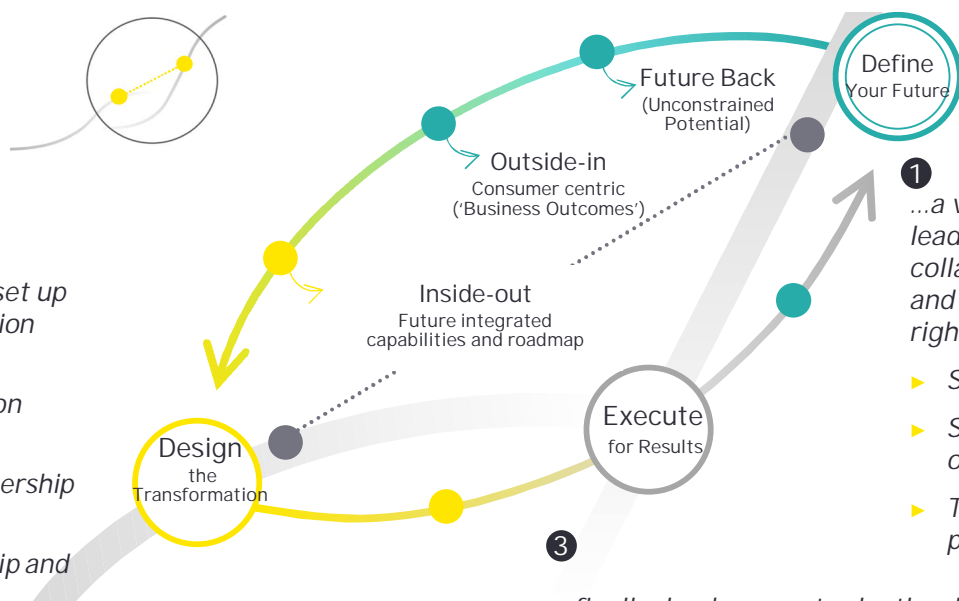 Define
Your Future
Future Back
(Unconstrained
Potential)
Outside-in
Consumer centric
('Business Outcomes')
Inside-out
Future integrated
capabilities and roadmap
Design
the
Transformation
Execute
for Results
1
...a
lead
colla
and
right
► S
► S
o
► T
p
3
set up
ion
on
ership
ip and